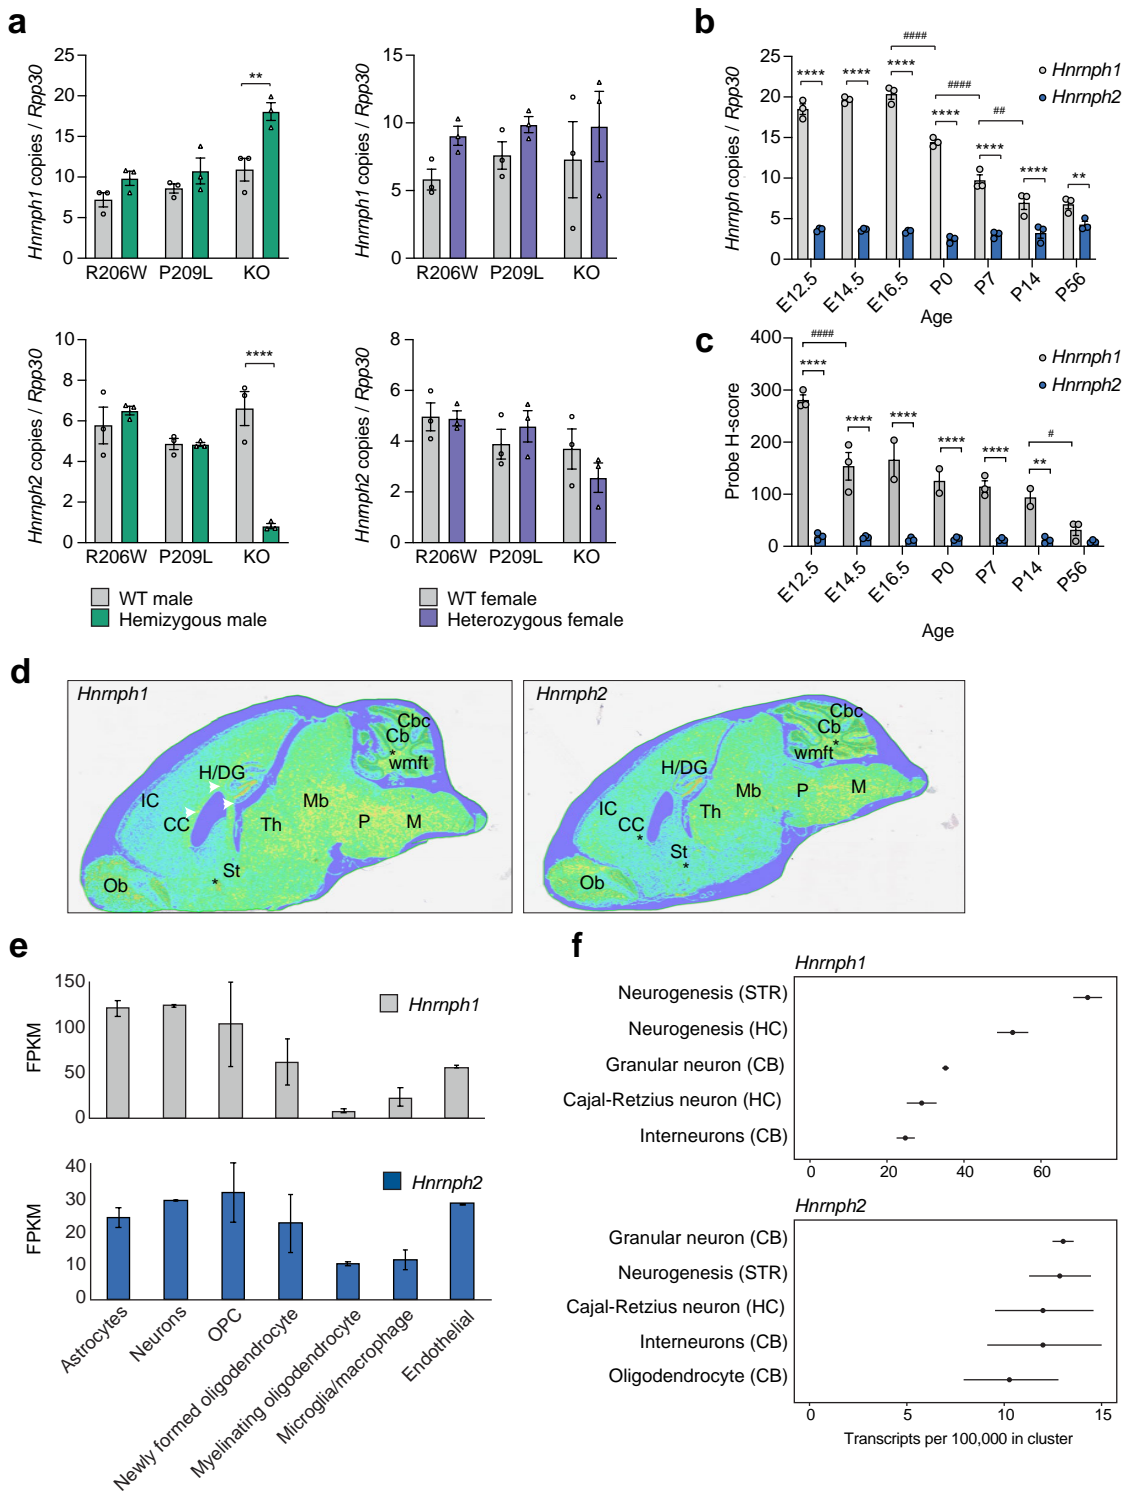 a
Hnrnph1 copies / Rpp30
25
20
15
10
5
0
**
R206W P209L KO
Hnrnph1 copies / Rpp30
15
10
5
0
R206W P209L KO
Hnrnph2 copies / Rpp30
10
8
6
4
2
0
****
R206W P209L KO
WT male
Hemizygous male
Hnrnph2 copies / Rpp30
8
6
4
2
0
R206W P209L KO
WT female
Heterozygous female
b
Hnrnph copies / Rpp30
25
20
15
10
5
0
####
####
##
**** **** **** **** **** **** **
Hnrnph1
Hnrnph2
E12.5 E14.5 E16.5 P0 P7 P14 P56
Age
c
Probe H-score
400
300
200
100
0
####
#
**** **** **** **** **** **
Hnrnph1
Hnrnph2
E12.5 E14.5 E16.5 P0 P7 P14 P56
Age
d
Hnrnph1
Cbc
Cb
*
wmft
H/DG
IC
CC
Mb
Th
P
M
St
*
Ob
Hnrnph2
Cbc
Cb
*
wmft
H/DG
IC
CC
*
Mb
Th
P
M
St
*
Ob
e
FPKM
150
100
50
0
Hnrnph1
FPKM
40
30
20
10
0
Hnrnph2
Astrocytes
Neurons
OPC
Newly formed oligodendrocyte
Myelinating oligodendrocyte
Microglia/macrophage
Endothelial
f
Hnrnph1
Neurogenesis (STR)
Neurogenesis (HC)
Granular neuron (CB)
Cajal-Retzius neuron (HC)
Interneurons (CB)
0 20 40 60
Hnrnph2
Granular neuron (CB)
Neurogenesis (STR)
Cajal-Retzius neuron (HC)
Interneurons (CB)
Oligodendrocyte (CB)
0 5 10 15
Transcripts per 100,000 in cluster